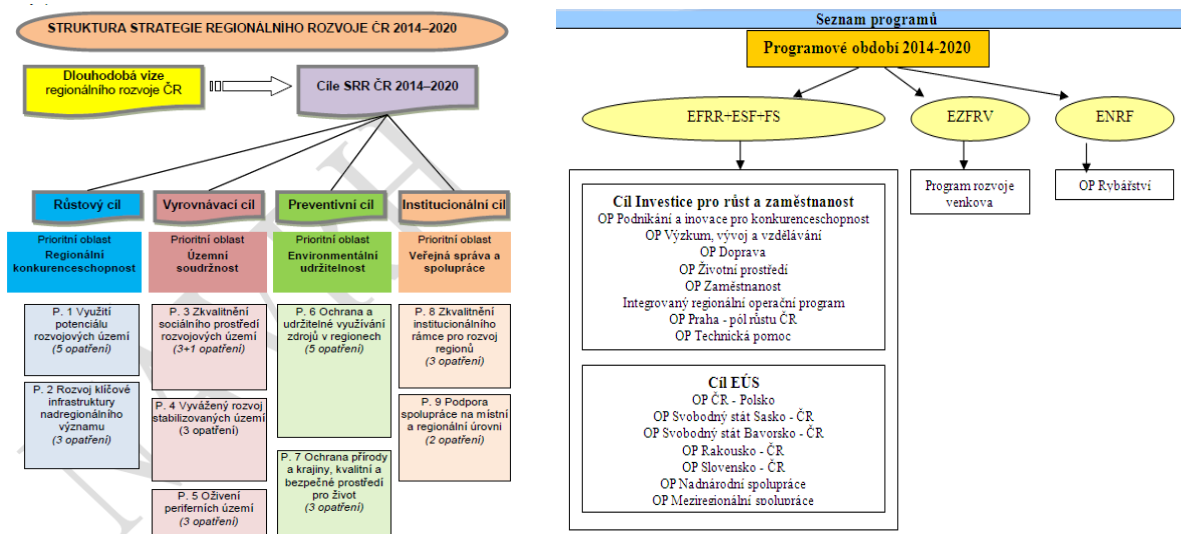 STRUKTURA STRATEGIE REGIONÁLNÍHO ROZVOJE ČR 2014–2020
Dlouhodobá vize
regionálního rozvoje ČR
Cíle SRR ČR 2014–2020
Růstový cíl
Vyrovnávací cíl
Preventivní cíl
Institucionální cíl
Prioritní oblast
Regionální
konkurenceschopnost
Prioritní oblast
Územní
soudržnost
Prioritní oblast
Environmentální
udržitelnost
Prioritní oblast
Veřejná správa a
spolupráce
P. 1 Využití
potenciálu
rozvojových území
(5 opatření)
P. 2 Rozvoj klíčové
infrastruktury
nadregionálního
významu
(3 opatření)
P. 3 Zkvalitnění
sociálního prostředí
rozvojových území
(3+1 opatření)
P. 4 Vyvážený rozvoj
stabilizovaných území
(3 opatření)
P. 5 Oživení
periferních území
(3 opatření)
P. 6 Ochrana a
udržitelné využívání
zdrojů v regionech
(5 opatření)
P. 7 Ochrana přírody
a krajiny, kvalitní a
bezpečné prostředí
pro život
(3 opatření)
P. 8 Zkvalitnění
institucionálního
rámce pro rozvoj
regionů
(3 opatření)
P. 9 Podpora
spolupráce na místní
a regionální úrovni
(2 opatření)
Seznam programů
Programové období 2014-2020
EFRR+ESF+FS
EZFRV
ENRF
Cíl Investice pro růst a zaměstnanost
OP Podnikání a inovace pro konkurenceschopnost
OP Výzkum, vývoj a vzdělávání
OP Doprava
OP Životní prostředí
OP Zaměstnanost
Integrovaný regionální operační program
OP Praha - pól růstu ČR
OP Technická pomoc
Cíl EÚS
OP ČR - Polsko
OP Svobodný stát Sasko - ČR
OP Svobodný stát Bavorsko - ČR
OP Rakousko - ČR
OP Slovensko - ČR
OP Nadnárodní spolupráce
OP Meziregionální spolupráce
Program rozvoje
venkova
OP Rybářství